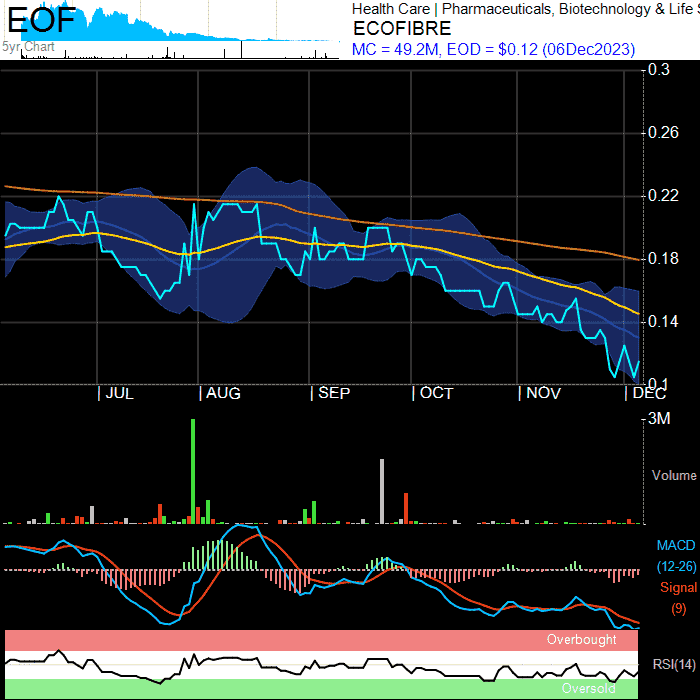 EOF
5yr Chart
Health Care | Pharmaceuticals, Biotechnology & Life S
ECOFIBRE
MC = 49.2M, EOD = $0.12 (06Dec2023)
0.3
0.26
0.22
0.18
0.14
0.1
| JUL | AUG | SEP | OCT | NOV | DEC
3M
Volume
MACD
(12-26)
Signal
(9)
Overbought
RSI(14)
Oversold